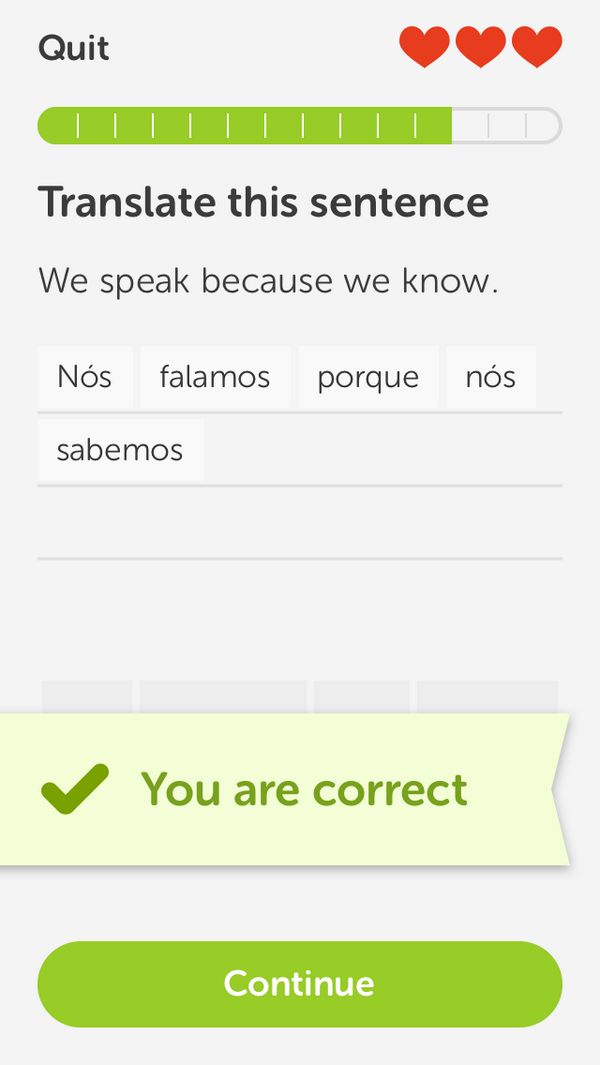 Quit
Translate this sentence
We speak because we know.
Nós falamos porque nós
sabemos
You are correct
Continue